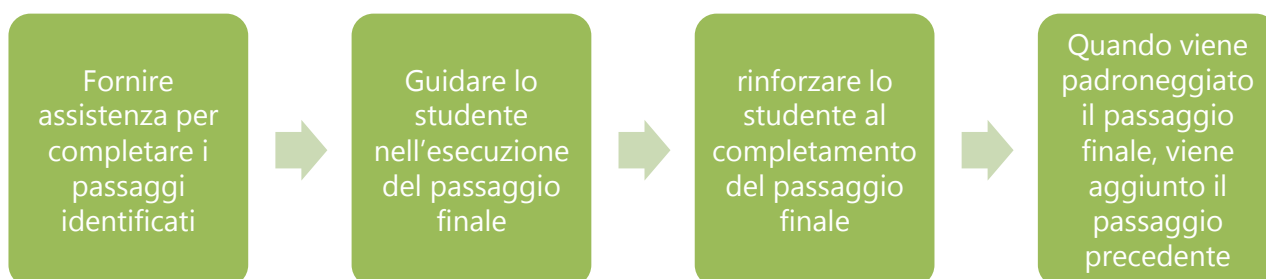 Fornire
assistenza per
completare i
passaggi
identificati
Guidare lo
studente
nell'esecuzione
del passaggio
finale
rinforzare lo
studente al
completamento
del passaggio
finale
Quando viene
padroneggiato
il passaggio
finale, viene
aggiunto il
passaggio
precedente